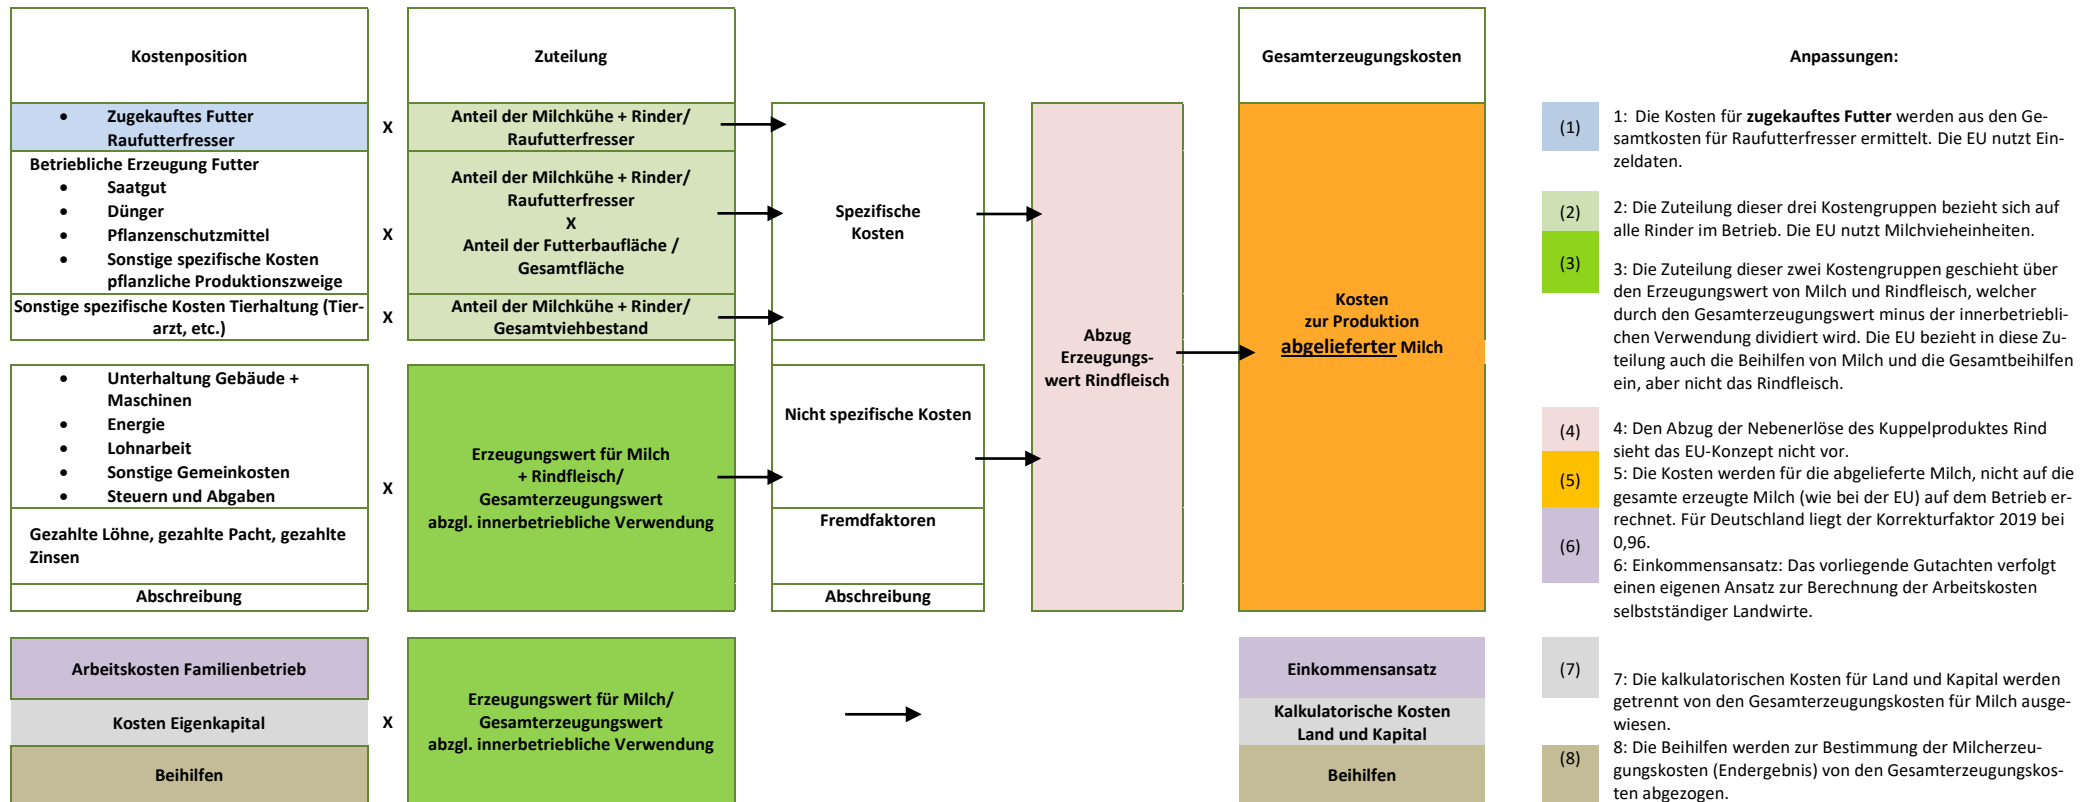 Kostenposition
Zuteilung
Gesamterzeugungskosten
Anpassungen:
• Zugekauftes Futter
Raufutterfresser
X
Anteil der Milchkühe + Rinder/
Raufutterfresser
Betriebliche Erzeugung Futter
• Saatgut
• Dünger
• Pflanzenschutzmittel
• Sonstige spezifische Kosten
pflanzliche Produktionszweige
X
Anteil der Milchkühe + Rinder/
Raufutterfresser
X
Anteil der Futterbaufläche /
Gesamtfläche
Sonstige spezifische Kosten Tierhaltung (Tier-
arzt, etc.)
X
Anteil der Milchkühe + Rinder/
Gesamtviehbestand
Spezifische
Kosten
• Unterhaltung Gebäude +
Maschinen
• Energie
• Lohnarbeit
• Sonstige Gemeinkosten
• Steuern und Abgaben
Gezahlte Löhne, gezahlte Pacht, gezahlte
Zinsen
Abschreibung
X
Erzeugungswert für Milch
+ Rindfleisch/
Gesamterzeugungswert
abzgl. innerbetriebliche Verwendung
Nicht spezifische Kosten
Fremdfaktoren
Abschreibung
Abzug
Erzeugungs-
wert Rindfleisch
Kosten
zur Produktion
abgelieferter Milch
Arbeitskosten Familienbetrieb
Kosten Eigenkapital
Beihilfen
X
Erzeugungswert für Milch/
Gesamterzeugungswert
abzgl. innerbetriebliche Verwendung
Einkommensansatz
Kalkulatorische Kosten
Land und Kapital
Beihilfen
(1)
1: Die Kosten für zugekauftes Futter werden aus den Ge-
samtkosten für Raufutterfresser ermittelt. Die EU nutzt Ein-
zeldaten.
(2)
2: Die Zuteilung dieser drei Kostengruppen bezieht sich auf
alle Rinder im Betrieb. Die EU nutzt Milchvieheinheiten.
(3)
3: Die Zuteilung dieser zwei Kostengruppen geschieht über
den Erzeugungswert von Milch und Rindfleisch, welcher
durch den Gesamterzeugungswert minus der innerbetriebli-
chen Verwendung dividiert wird. Die EU bezieht in diese Zu-
teilung auch die Beihilfen von Milch und die Gesamtbeihilfen
ein, aber nicht das Rindfleisch.
(4)
4: Den Abzug der Nebenerlöse des Kuppelproduktes Rind
sieht das EU-Konzept nicht vor.
(5)
5: Die Kosten werden für die abgelieferte Milch, nicht auf die
gesamte erzeugte Milch (wie bei der EU) auf dem Betrieb er-
rechnet. Für Deutschland liegt der Korrekturfaktor 2019 bei
0,96.
(6)
6: Einkommensansatz: Das vorliegende Gutachten verfolgt
einen eigenen Ansatz zur Berechnung der Arbeitskosten
selbstständiger Landwirte.
(7)
7: Die kalkulatorischen Kosten für Land und Kapital werden
getrennt von den Gesamterzeugungskosten für Milch ausge-
wiesen.
(8)
8: Die Beihilfen werden zur Bestimmung der Milcherzeu-
gungskosten (Endergebnis) von den Gesamterzeugungskos-
ten abgezogen.